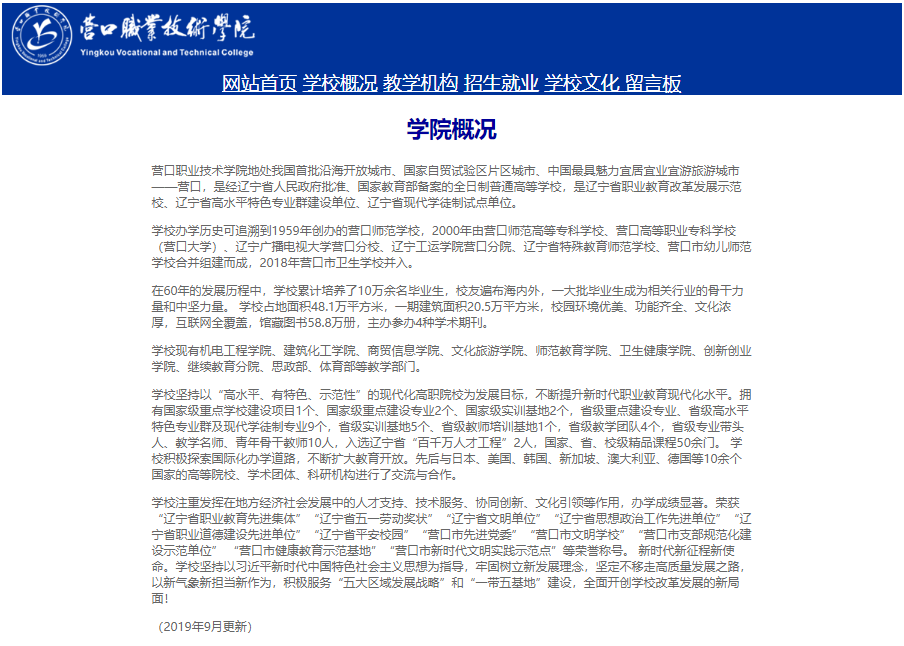 营口職業技術學院
Yingkou Vocational and Technical College
网站首页 学校概况 教学机构 招生就业 学校文化 留言板
学院概况
营口职业技术学院地处我国首批沿海开放城市、国家自贸试验区片区城市、中国最具魅力宜居宜业宜游旅游城市
——营口，是经辽宁省人民政府批准、国家教育部备案的全日制普通高等学校，是辽宁省职业教育改革发展示范
校、辽宁省高水平特色专业群建设单位、辽宁省现代学徒制试点单位。
学校办学历史可追溯到1959年创办的营口师范学校，2000年由营口师范高等专科学校、营口高等职业专科学校
（营口大学）、辽宁广播电视大学营口分校、辽宁工运学院营口分院、辽宁省特殊教育师范学校、营口市幼儿师范
学校合并组建而成，2018年营口市卫生学校并入。
在60年的发展历程中，学校累计培养了10万余名毕业生，校友遍布海内外，一大批毕业生成为相关行业的骨干力
量和中坚力量。 学校占地面积48.1万平方米，一期建筑面积20.5万平方米，校园环境优美、功能齐全、文化浓
厚，互联网全覆盖，馆藏图书58.8万册，主办参办4种学术期刊。
学校现有机电工程学院、建筑化工学院、商贸信息学院、文化旅游学院、师范教育学院、卫生健康学院、创新创业
学院、继续教育分院、思政部、体育部等教学部门。
学校坚持以“高水平、有特色、示范性”的现代化高职院校为发展目标，不断提升新时代职业教育现代化水平。拥
有国家级重点学校建设项目1个、国家级重点建设专业2个、国家级实训基地2个，省级重点建设专业、省级高水平
特色专业群及现代学徒制专业9个，省级实训基地5个、省级教师培训基地1个，省级教学团队4个，省级专业带头
人、教学名师、青年骨干教师10人，入选辽宁省“百千万人才工程”2人，国家、省、校级精品课程50余门。 学
校积极探索国际化办学道路，不断扩大教育开放。先后与日本、美国、韩国、新加坡、澳大利亚、德国等10余个
国家的高等院校、学术团体、科研机构进行了交流与合作。
学校注重发挥在地方经济社会发展中的人才支持、技术服务、协同创新、文化引领等作用，办学成绩显著。荣获
“辽宁省职业教育先进集体”“辽宁省五一劳动奖状”“辽宁省文明单位”“辽宁省思想政治工作先进单位”“辽
宁省职业道德建设先进单位”“辽宁省平安校园”“营口市先进党委”“营口市文明学校”“营口市支部规范化建
设示范单位” “营口市健康教育示范基地”“营口市新时代文明实践示范点”等荣誉称号。 新时代新征程新使
命。学校坚持以习近平新时代中国特色社会主义思想为指导，牢固树立新发展理念，坚定不移走高质量发展之路，
以新气象新担当新作为，积极服务“五大区域发展战略”和“一带五基地”建设，全面开创学校改革发展的新局
面！
（2019年9月更新）